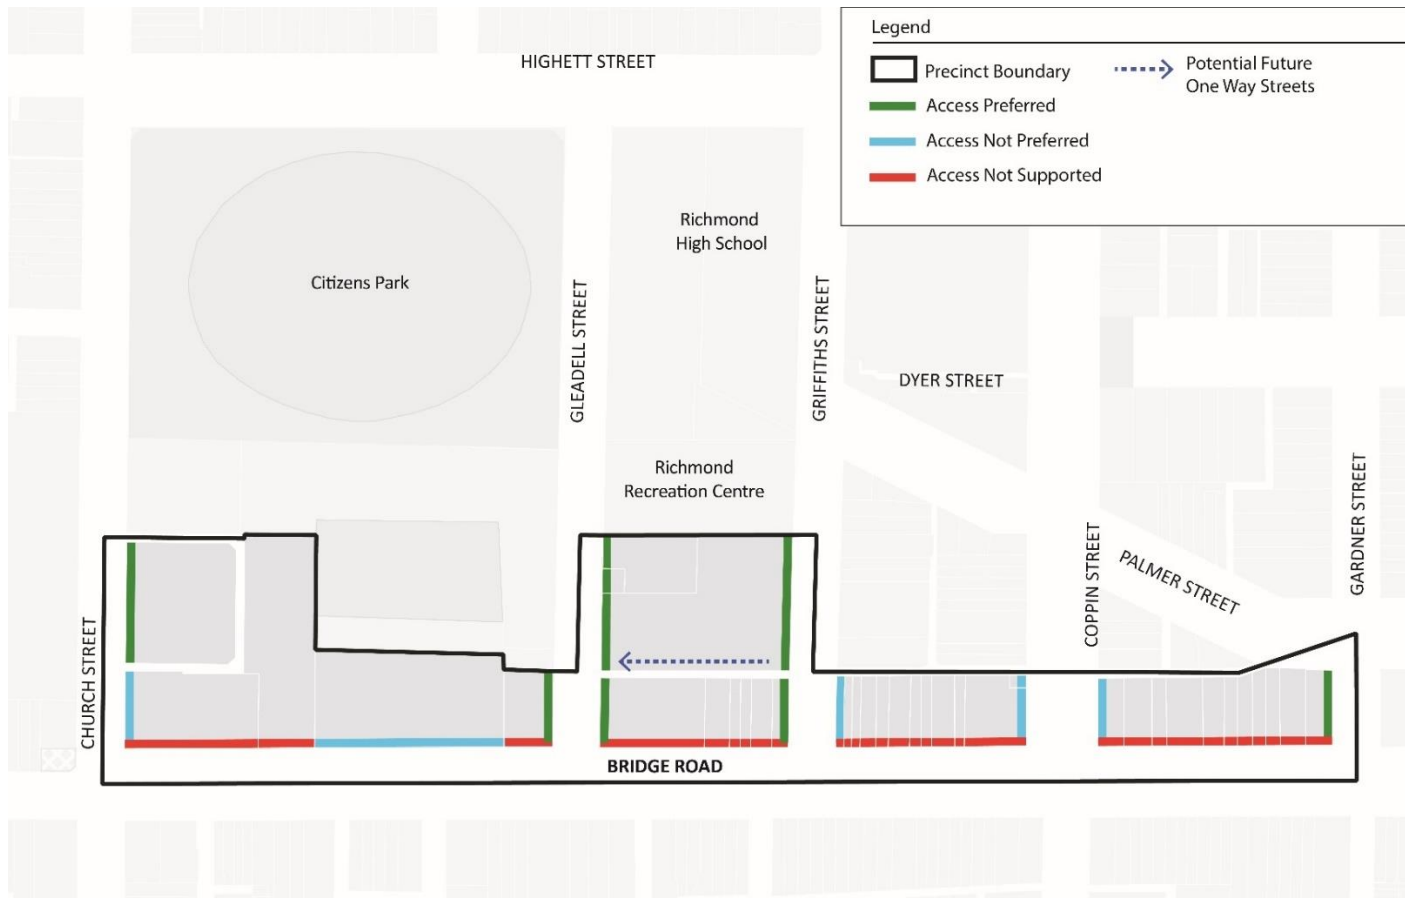 Legend
Precinct Boundary
Access Preferred
Access Not Preferred
Access Not Supported
Potential Future
One Way Streets
HIGHETT STREET
Richmond
High School
Citizens Park
GLEADELL STREET
GRIFFITHS STREET
DYER STREET
Richmond
Recreation Centre
GARDNER STREET
COPPIN STREET
PALMER STREET
CHURCH STREET
BRIDGE ROAD